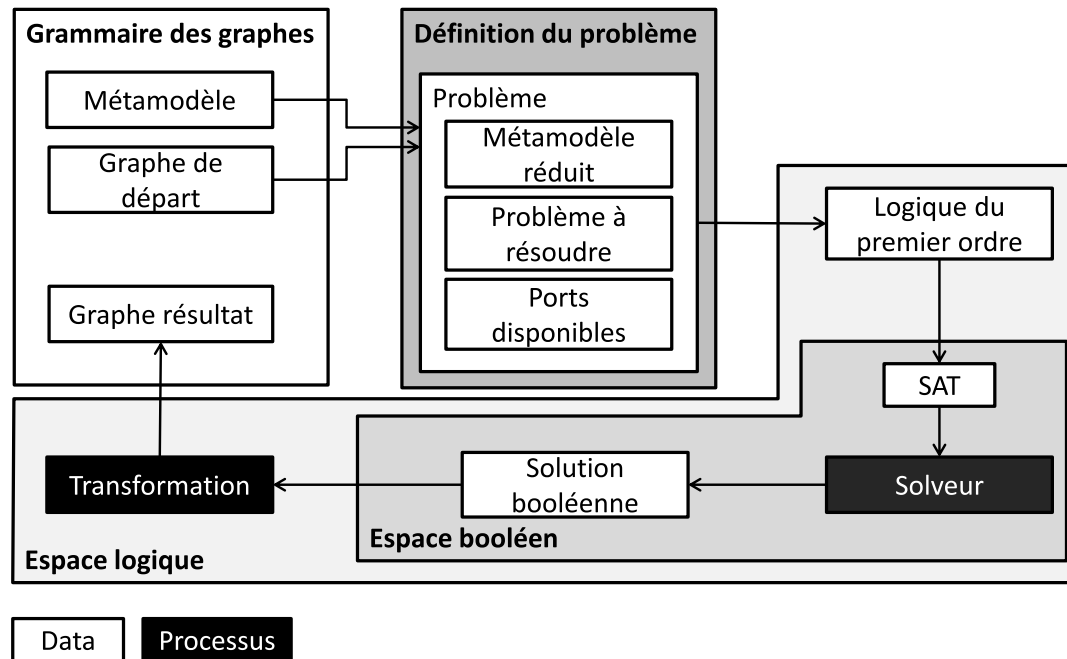 Grammaire des graphes
Métamodèle
Graphe de
départ
Graphe résultat
Définition du problème
Problème
Métamodèle
réduit
Problème à
résoudre
Ports
disponibles
Logique du
premier ordre
SAT
Solveur
Solution
booléenne
Transformation
Espace booléen
Espace logique
Data
Processus